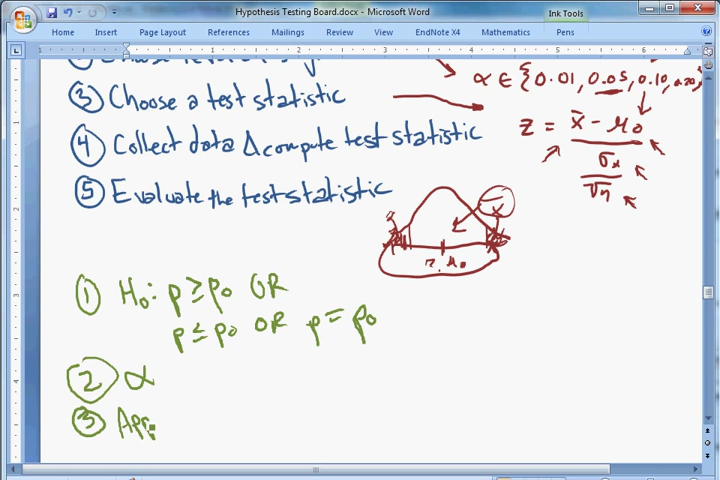 Hypothesis Testing Board.docx - Microsoft Word
Ink Tools
Home Insert Page Layout References Mailings Review View EndNote X4 Mathematics Pens
α ∈ {0.01, 0.05, 0.10, 0.20}
③ Choose a test statistic
④ Collect data & compute test statistic
⑤ Evaluate the test statistic
z = x̄ - μ₀
σₓ
√n
x̄
μ₀
① H₀: p ≥ p₀ OR
p ≤ p₀ OR p = p₀
② α
③ App